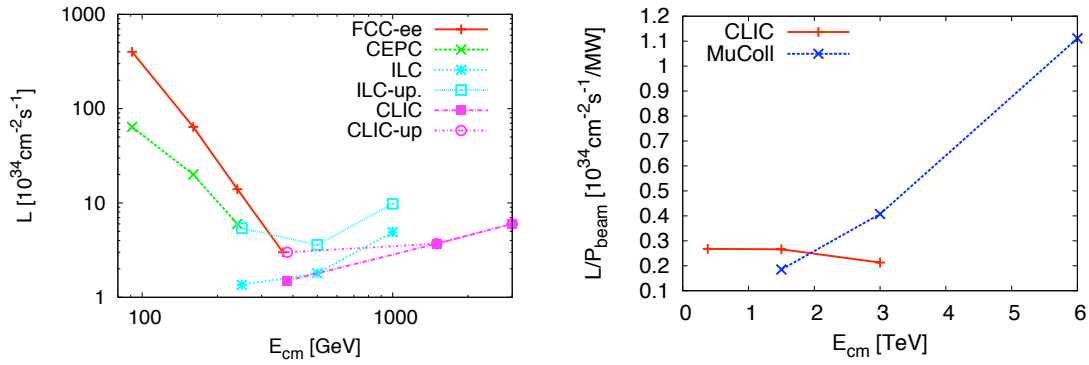 1000
100
10
1
100
1000
L [10^34cm^-2s^-1]
E_cm [GeV]
FCC-ee
CEPC
ILC
ILC-up.
CLIC
CLIC-up
1.2
1.1
1
0.9
0.8
0.7
0.6
0.5
0.4
0.3
0.2
0.1
0
1
2
3
4
5
6
L/P_beam [10^34cm^-2s^-1/MW]
E_cm [TeV]
CLIC
MuColl